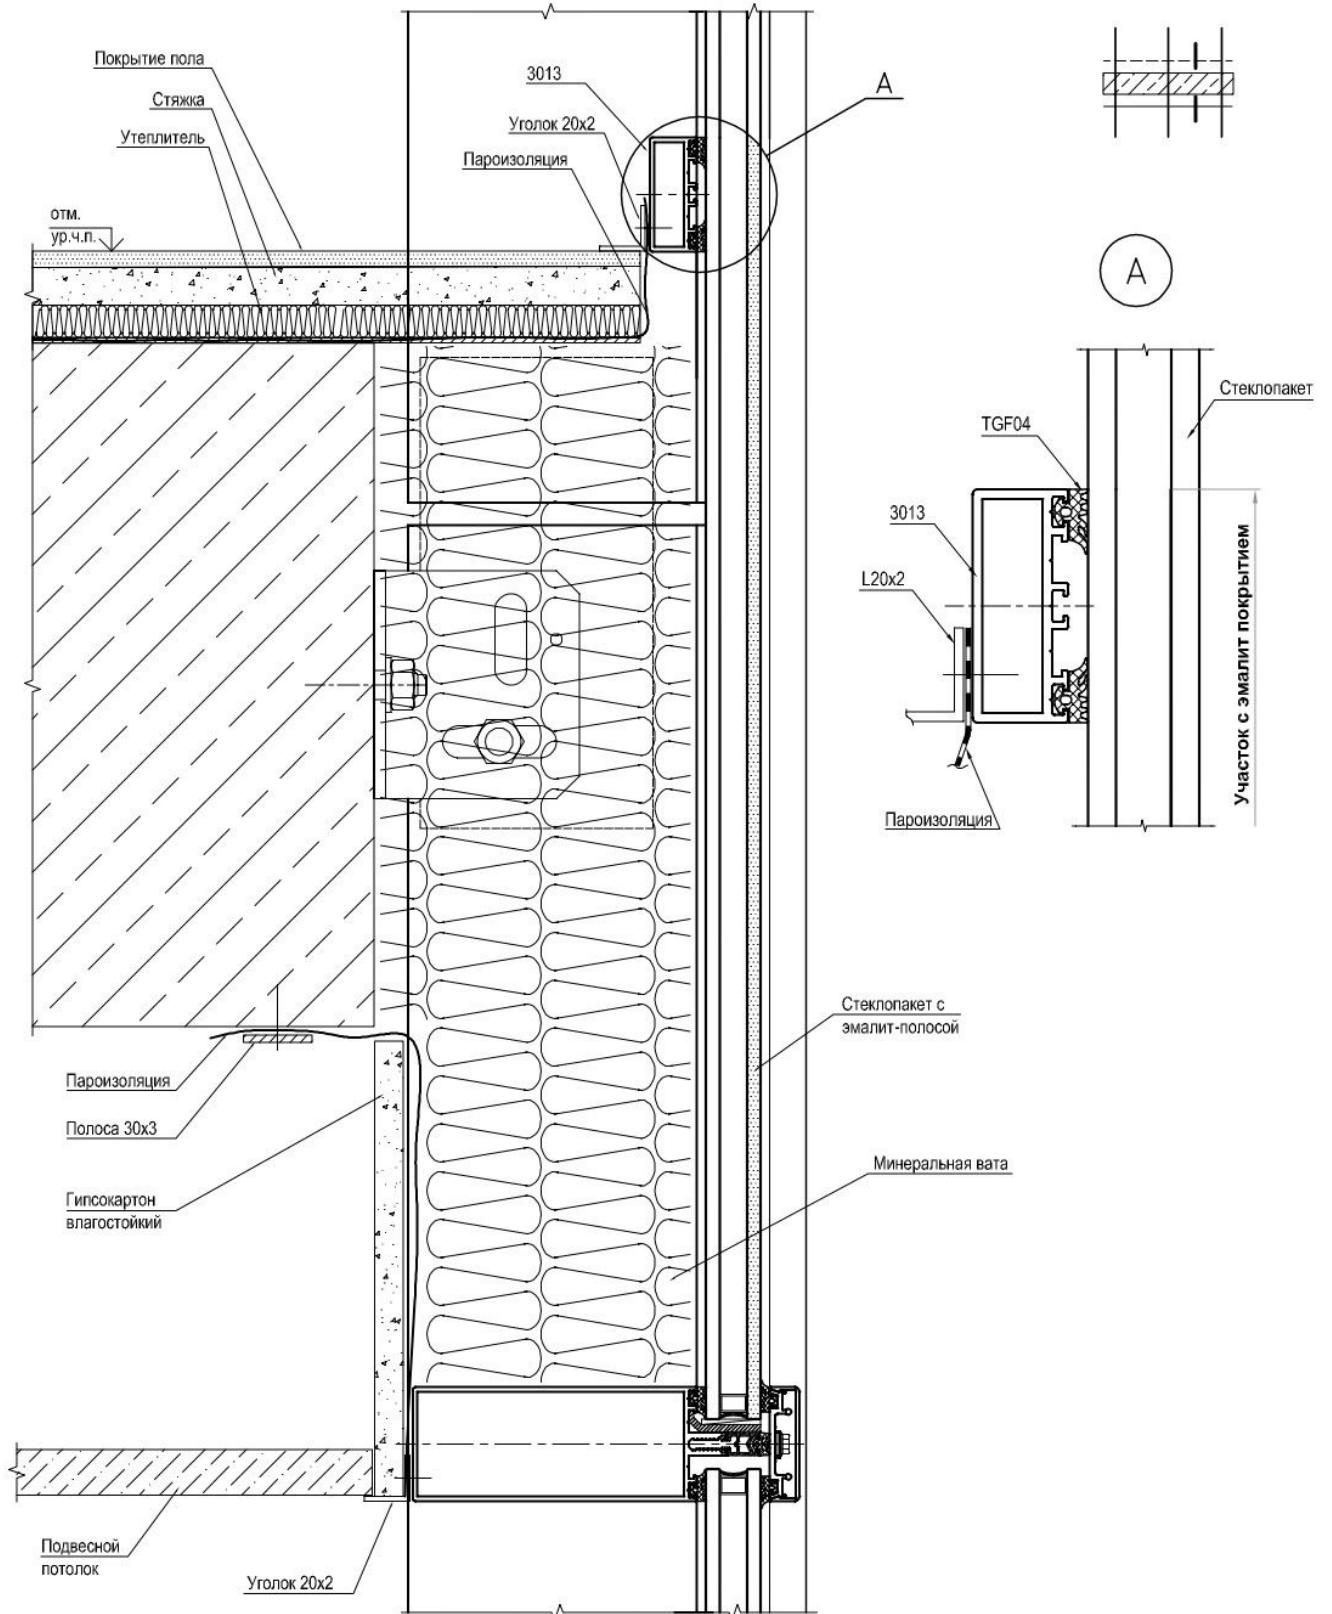 Покрытие пола
Стяжка
Утеплитель
отм.
ур.ч.п.
3013
Уголок 20х2
Пароизоляция
А
А
Стеклопакет
TGF04
3013
L20x2
Участок с эмалит покрытием
Пароизоляция
Стеклопакет с
эмалит-полосой
Пароизоляция
Полоса 30х3
Минеральная вата
Гипсокартон
влагостойкий
Подвесной
потолок
Уголок 20х2